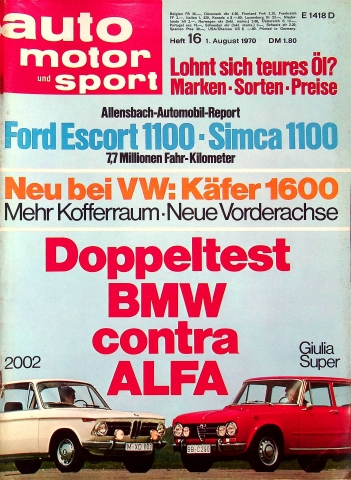 auto
motor
und sport
E 1418 D
Heft 16 1. August 1970 DM 1.80
Lohnt sich teures Öl?
Marken · Sorten · Preise
Allensbach-Automobil-Report
Ford Escort 1100 · Simca 1100
7,7 Millionen Fahr-Kilometer
Neu bei VW: Käfer 1600
Mehr Kofferraum · Neue Vorderachse
Doppeltest
BMW
contra
ALFA
2002
Giulia
Super